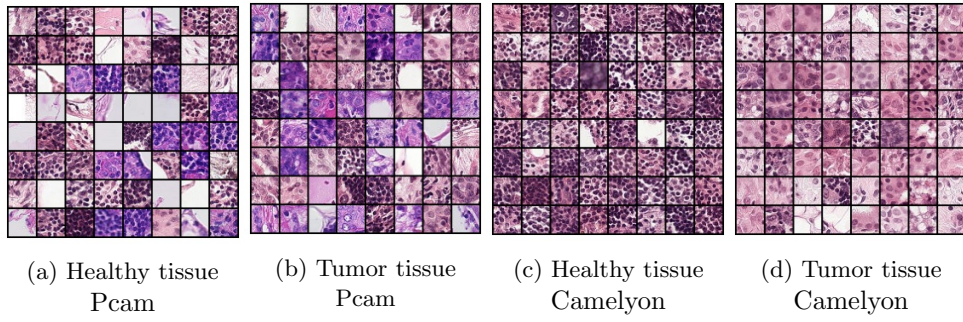 (a) Healthy tissue
Pcam
(b) Tumor tissue
Pcam
(c) Healthy tissue
Camelyon
(d) Tumor tissue
Camelyon